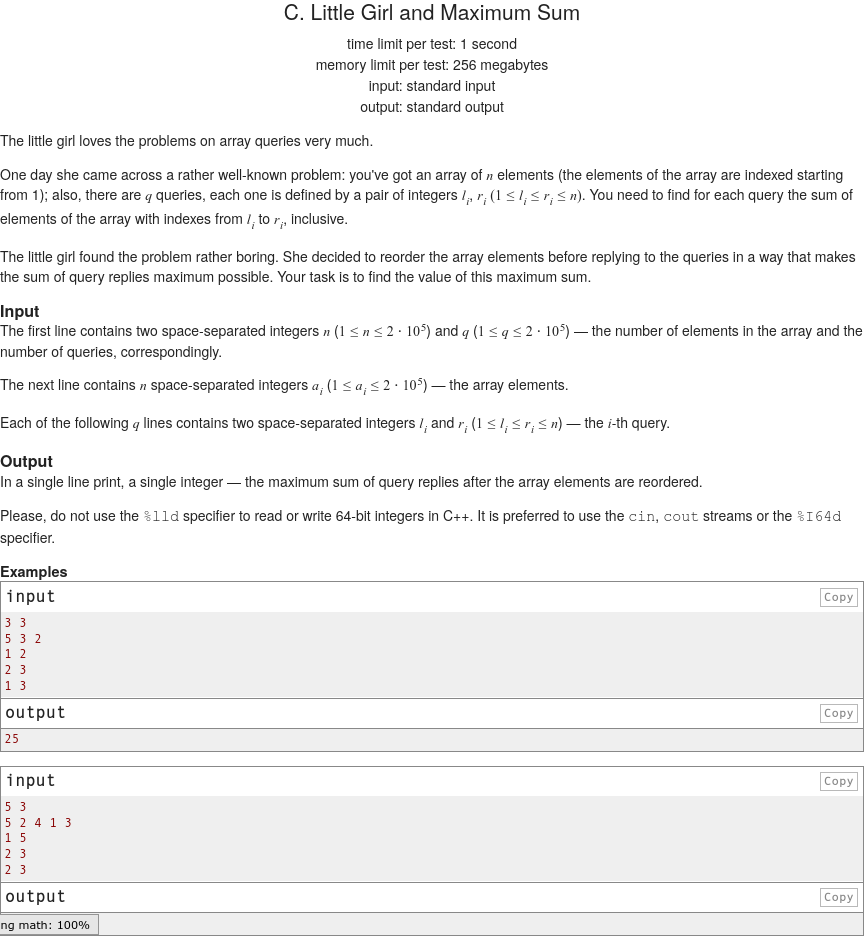 C. Little Girl and Maximum Sum
time limit per test: 1 second
memory limit per test: 256 megabytes
input: standard input
output: standard output
The little girl loves the problems on array queries very much.
One day she came across a rather well-known problem: you've got an array of n elements (the elements of the array are indexed starting
from 1); also, there are q queries, each one is defined by a pair of integers l_i, r_i (1 ≤ l_i ≤ r_i ≤ n). You need to find for each query the sum of
elements of the array with indexes from l_i to r_i, inclusive.
The little girl found the problem rather boring. She decided to reorder the array elements before replying to the queries in a way that makes
the sum of query replies maximum possible. Your task is to find the value of this maximum sum.
Input
The first line contains two space-separated integers n (1 ≤ n ≤ 2 · 10^5) and q (1 ≤ q ≤ 2 · 10^5) — the number of elements in the array and the
number of queries, correspondingly.
The next line contains n space-separated integers a_i (1 ≤ a_i ≤ 2 · 10^5) — the array elements.
Each of the following q lines contains two space-separated integers l_i and r_i (1 ≤ l_i ≤ r_i ≤ n) — the i-th query.
Output
In a single line print, a single integer — the maximum sum of query replies after the array elements are reordered.
Please, do not use the %lld specifier to read or write 64-bit integers in C++. It is preferred to use the cin, cout streams or the %I64d
specifier.
Examples
input Copy
3 3
5 3 2
1 2
2 3
1 3
output Copy
25
input Copy
5 3
5 2 4 1 3
1 5
2 3
2 3
output Copy
ng math: 100%